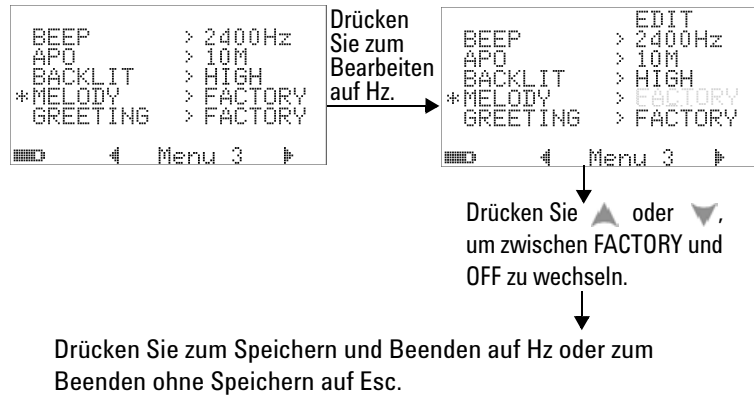 BEEP > 2400Hz
APO > 10M
BACKLIT > HIGH
*MELODY > FACTORY
GREETING > FACTORY
Menu 3
Drücken
Sie zum
Bearbeiten
auf Hz.
EDIT
BEEP > 2400Hz
APO > 10M
BACKLIT > HIGH
*MELODY > FACTORY
GREETING > FACTORY
Menu 3
Drücken Sie ▲ oder ▼,
um zwischen FACTORY und
OFF zu wechseln.
Drücken Sie zum Speichern und Beenden auf Hz oder zum
Beenden ohne Speichern auf Esc.